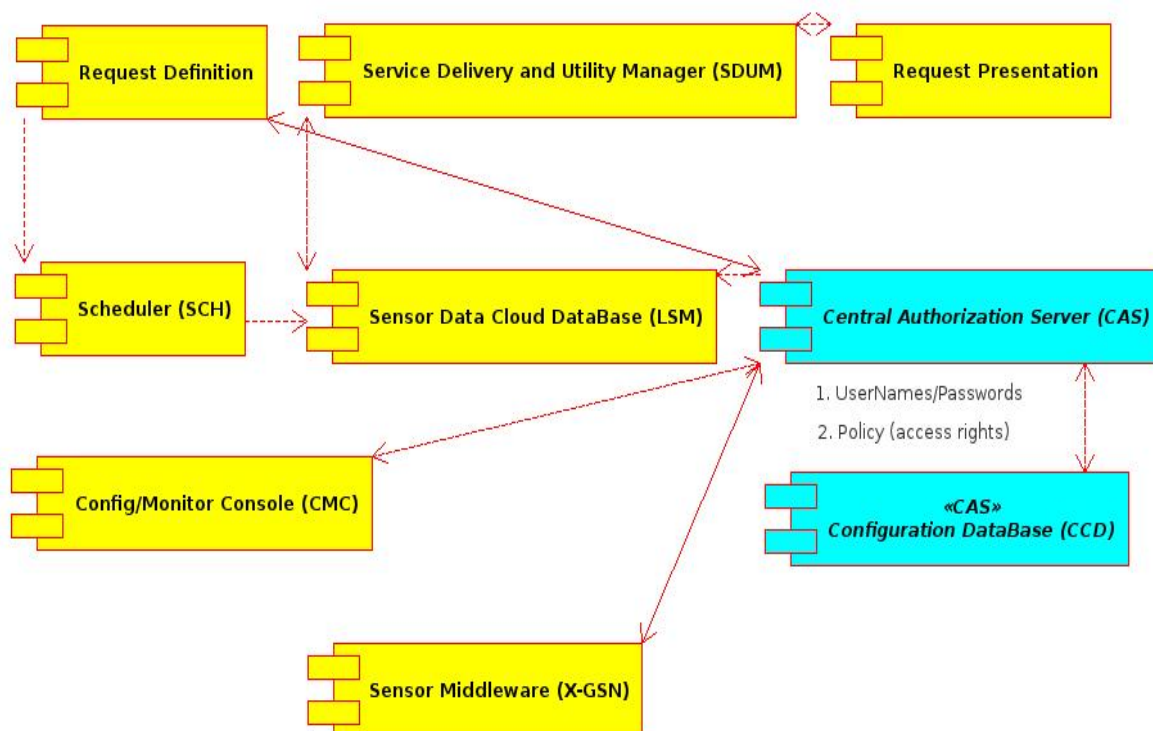 Request Definition
Service Delivery and Utility Manager (SDUM)
Request Presentation
Scheduler (SCH)
Sensor Data Cloud DataBase (LSM)
Central Authorization Server (CAS)
1. UserNames/Passwords
2. Policy (access rights)
Config/Monitor Console (CMC)
«CAS»
Configuration DataBase (CCD)
Sensor Middleware (X-GSN)